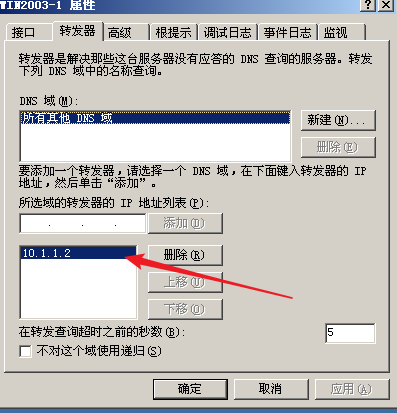 WIN2003-1 属性
接口 转发器 高级 根提示 调试日志 事件日志 监视
转发器是解决那些这台服务器没有应答的 DNS 查询的服务器。转发
下列 DNS 域中的名称查询。
DNS 域(M):
所有其他 DNS 域
新建(N)...
删除(E)
要添加一个转发器，请选择一个 DNS 域，在下面键入转发器的 IP
地址，然后单击“添加”。
所选域的转发器的 IP 地址列表(P):
. . . 添加(D)
10.1.1.2 删除(R)
上移(U)
下移(O)
在转发查询超时之前的秒数(B): 5
不对这个域使用递归(S)
确定 取消 应用(A)